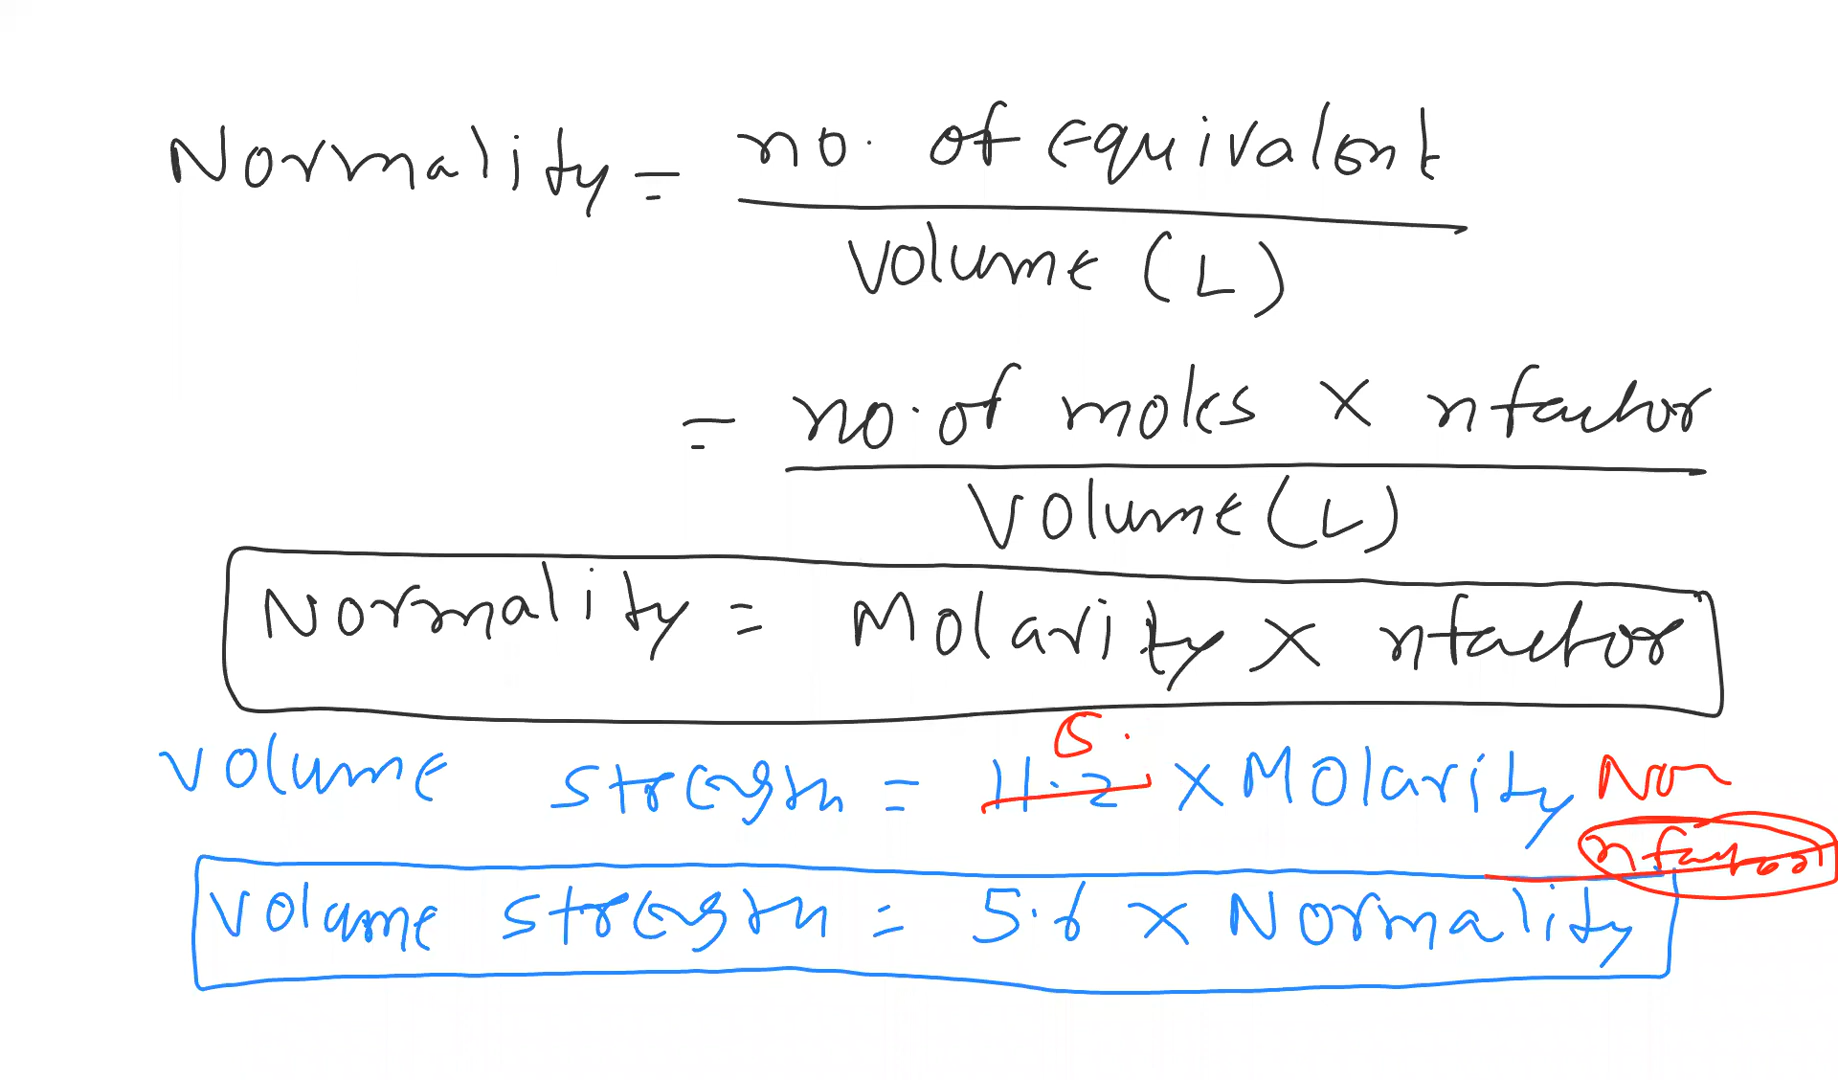 Normality = no. of equivalent
Volume (L)
= no. of moles × nfactor
Volume (L)
Normality = Molarity × nfactor
5.
Volume strength = 11.2 × Molarity Nor
nfactor
Volume strength = 5.6 × Normality